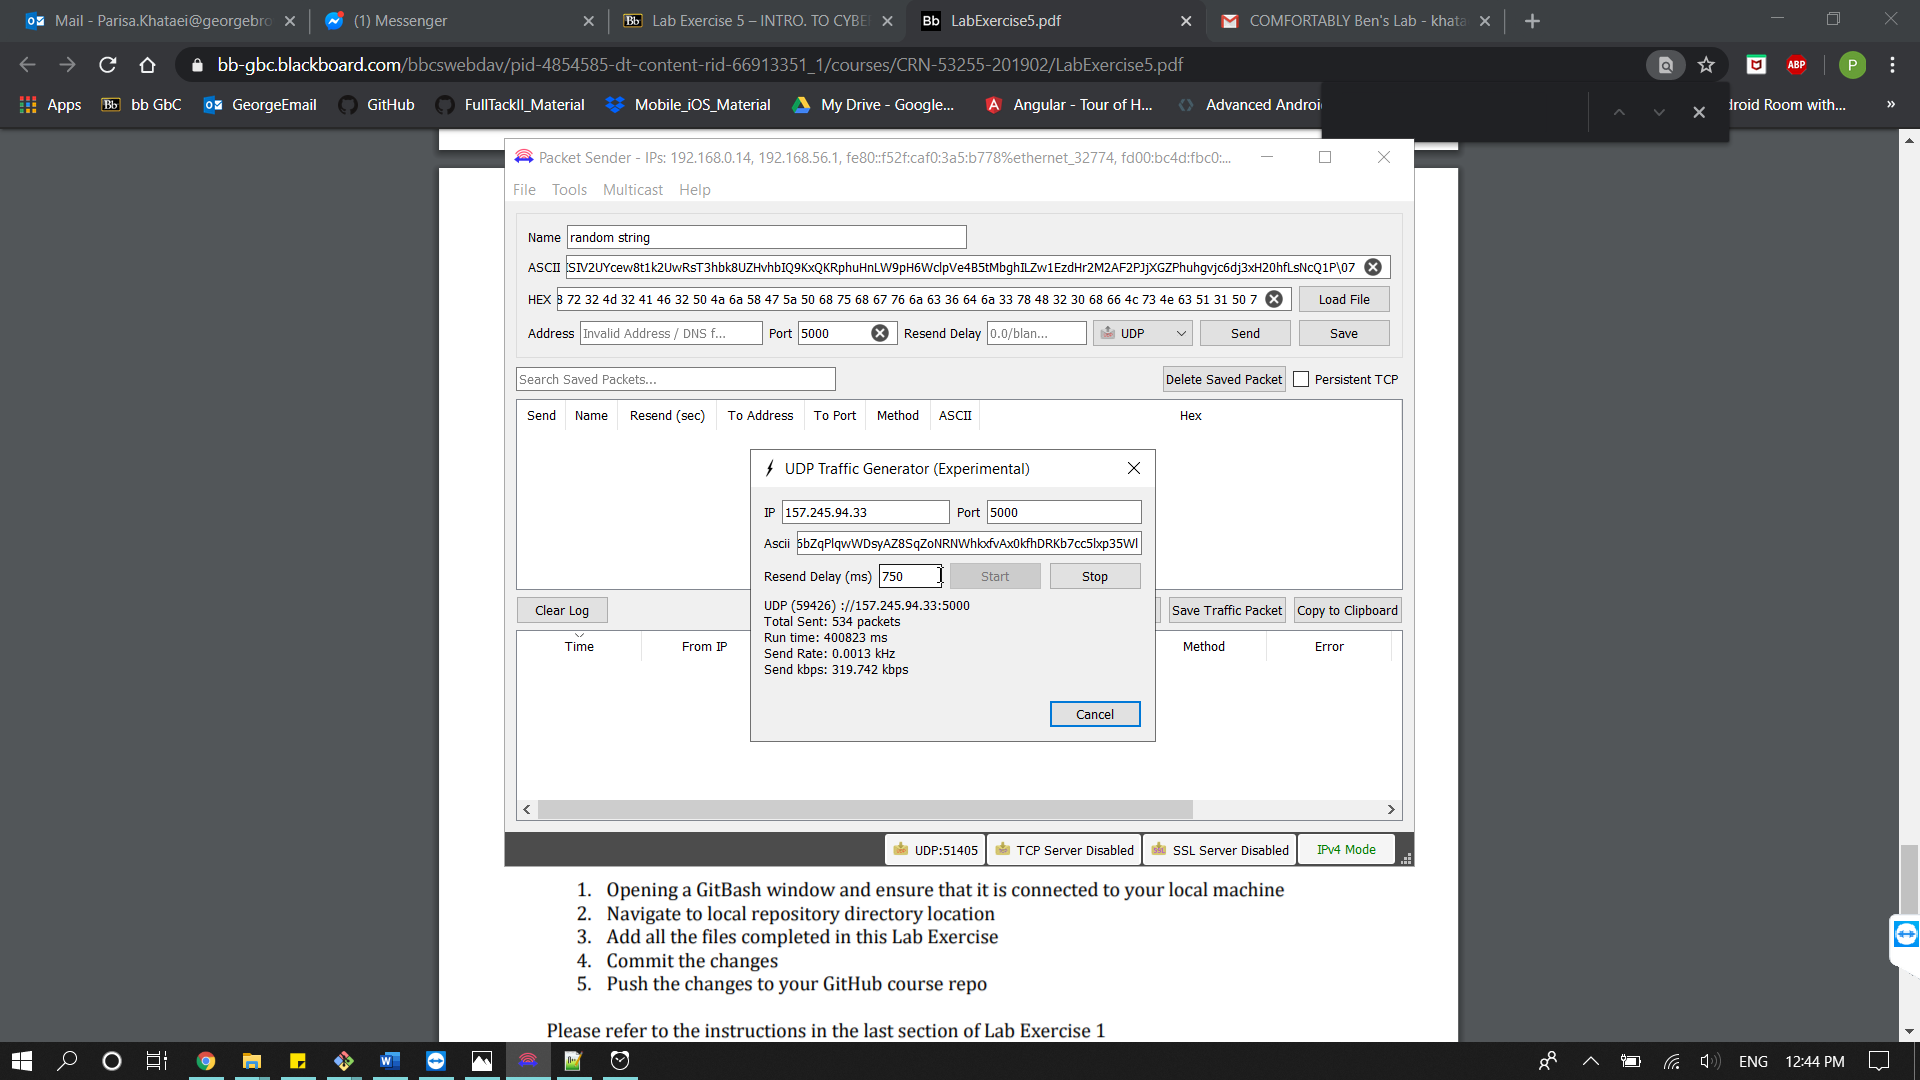 Mail - Parisa.Khataei@georgebro
(1) Messenger
Bb Lab Exercise 5 – INTRO. TO CYBE
Bb LabExercise5.pdf
COMFORTABLY Ben's Lab - khata
bb-gbc.blackboard.com/bbcswebdav/pid-4854585-dt-content-rid-66913351_1/courses/CRN-53255-201902/LabExercise5.pdf
ABP
P
Apps
Bb bb GbC
GeorgeEmail
GitHub
FullTackII_Material
Mobile_iOS_Material
My Drive - Google...
Angular - Tour of H...
Advanced Androi
droid Room with...
»
Packet Sender - IPs: 192.168.0.14, 192.168.56.1, fe80::f52f:caf0:3a5:b778%ethernet_32774, fd00:bc4d:fbc0:...
File Tools Multicast Help
Name random string
ASCII SIV2UYcew8t1k2UwRsT3hbk8UZHvhbIQ9KxQKRphuHnLW9pH6WclpVe4B5tMbghILZw1EzdHr2M2AF2PJjXGZPhuhgvjc6dj3xH20hfLsNcQ1P\07
HEX 72 32 4d 32 41 46 32 50 4a 6a 58 47 5a 50 68 75 68 67 76 6a 63 36 64 6a 33 78 48 32 30 68 66 4c 73 4e 63 51 31 50 7 Load File
Address Invalid Address / DNS f... Port 5000 Resend Delay 0.0/blan... UDP Send Save
Search Saved Packets... Delete Saved Packet Persistent TCP
Send Name Resend (sec) To Address To Port Method ASCII Hex
UDP Traffic Generator (Experimental)
IP 157.245.94.33 Port 5000
Ascii 6bZqPlqwWDsyAZ8SqZoNRNWhkxfvAx0kfhDRKb7cc5lxp35Wl
Resend Delay (ms) 750 Start Stop
UDP (59426) ://157.245.94.33:5000
Total Sent: 534 packets
Run time: 400823 ms
Send Rate: 0.0013 kHz
Send kbps: 319.742 kbps
Cancel
Clear Log Save Traffic Packet Copy to Clipboard
Time From IP Method Error
UDP:51405 TCP Server Disabled SSL Server Disabled IPv4 Mode
1. Opening a GitBash window and ensure that it is connected to your local machine
2. Navigate to local repository directory location
3. Add all the files completed in this Lab Exercise
4. Commit the changes
5. Push the changes to your GitHub course repo
Please refer to the instructions in the last section of Lab Exercise 1
ENG 12:44 PM